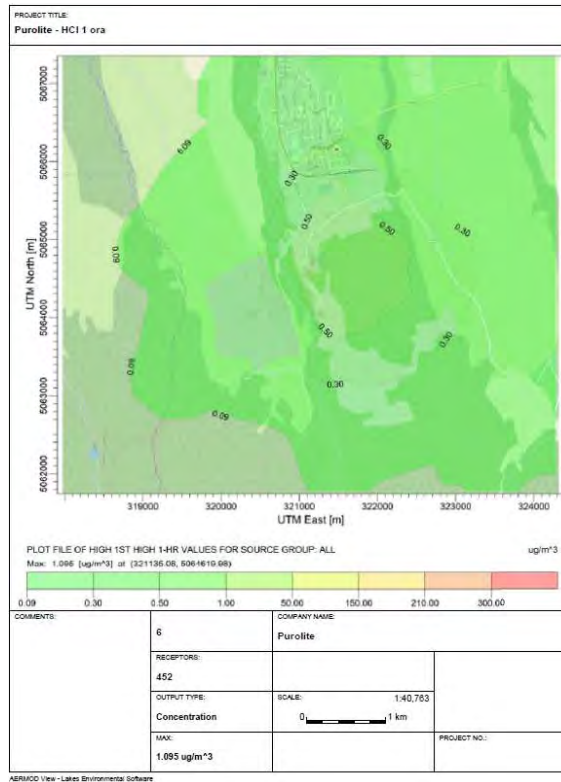 PROJECT TITLE:
Purolite - HCl 1 ora
UTM North [m]
5067000
5066000
5065000
5064000
5063000
5062000
0.09
0.30
0.30
0.50
0.50
0.30
0.09
0.50
0.30
0.09
0.30
0.09
319000 320000 321000 322000 323000 324000
UTM East [m]
PLOT FILE OF HIGH 1ST HIGH 1-HR VALUES FOR SOURCE GROUP: ALL ug/m^3
Max: 1.095 [ug/m^3] at (321136.08, 5064619.98)
0.09 0.30 0.50 1.00 50.00 150.00 210.00 300.00
COMMENTS:
6
COMPANY NAME:
Purolite
RECEPTORS:
452
OUTPUT TYPE:
Concentration
SCALE: 1:40,763
0 1 km
MAX:
1.095 ug/m^3
PROJECT NO.:
AERMOD View - Lakes Environmental Software